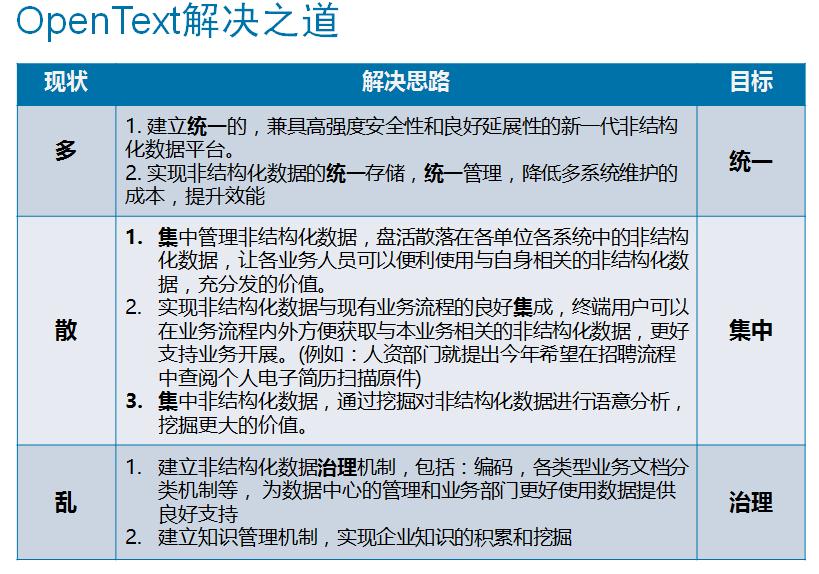 OpenText解决之道
现状
解决思路
目标
多
1. 建立统一的，兼具高强度安全性和良好延展性的新一代非结构
化数据平台。
2. 实现非结构化数据的统一存储，统一管理，降低多系统维护的
成本，提升效能
统一
散
1. 集中管理非结构化数据，盘活散落在各单位各系统中的非结构
化数据，让各业务人员可以便利使用与自身相关的非结构化数
据，充分发的价值。
2. 实现非结构化数据与现有业务流程的良好集成，终端用户可以
在业务流程内外方便获取与本业务相关的非结构化数据，更好
支持业务开展。(例如：人资部门就提出今年希望在招聘流程
中查阅个人电子简历扫描原件)
3. 集中非结构化数据，通过挖掘对非结构化数据进行语意分析，
挖掘更大的价值。
集中
乱
1. 建立非结构化数据治理机制，包括：编码，各类型业务文档分
类机制等， 为数据中心的管理和业务部门更好使用数据提供
良好支持
2. 建立知识管理机制，实现企业知识的积累和挖掘
治理